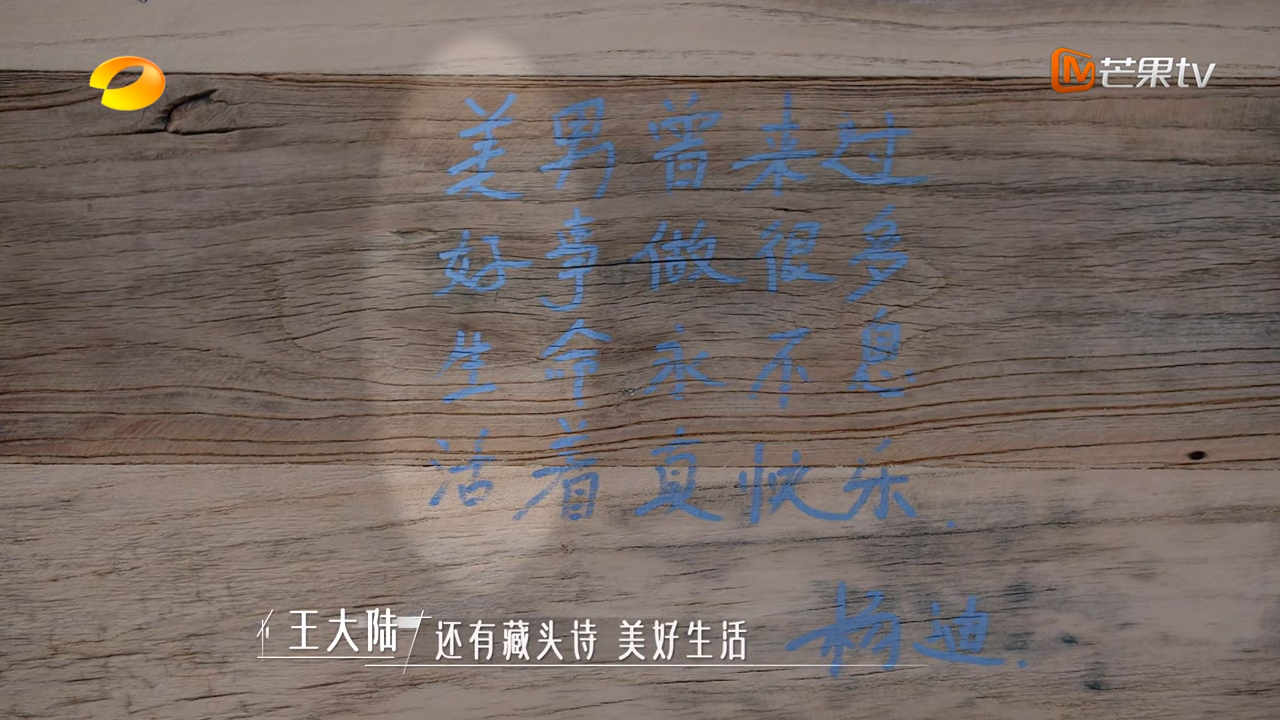 芒果tv
美男曾来过
好事做很多
生命永不息
活着真快乐.
杨迪.
王大陆
还有藏头诗 美好生活